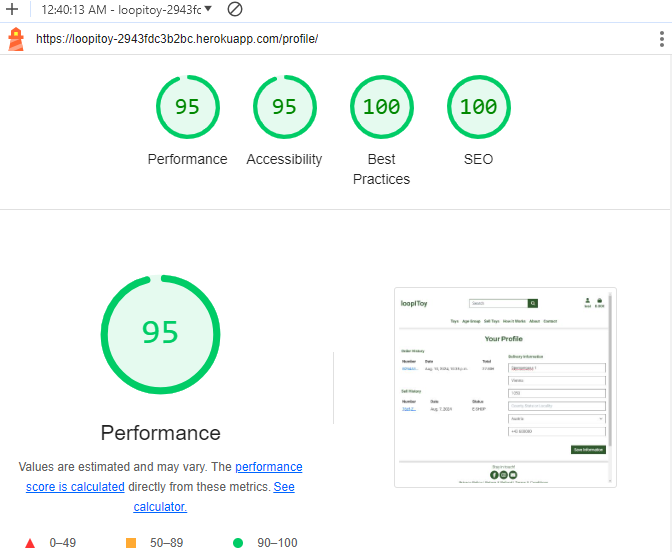 12:40:13 AM - loopitoy-2943fc
https://loopitoy-2943fdc3b2bc.herokuapp.com/profile/
95
95
100
100
Performance
Accessibility
Best
Practices
SEO
95
Performance
Values are estimated and may vary. The performance
score is calculated directly from these metrics. See
calculator.
0–49
50–89
90–100
loopiToy
Search
Toys Age Group Sell Toys How It Works About Contact
Your Profile
Order History
Number Date Total
Delivery Information
Sell History
Number Date Status
Aug. 7, 2024
Austria
Save Information
Stay in touch!